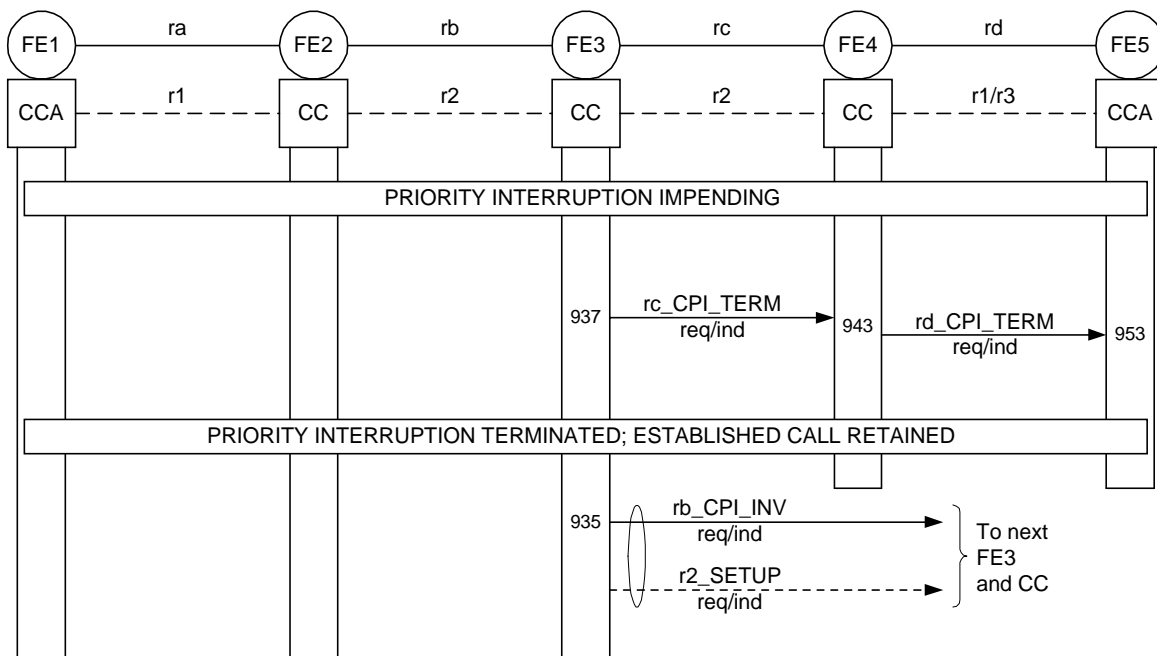 FE1 ra FE2 rb FE3 rc FE4 rd FE5
CCA r1 CC r2 CC r2 CC r1/r3 CCA
PRIORITY INTERRUPTION IMPENDING
937 rc_CPI_TERM
req/ind
943 rd_CPI_TERM
req/ind
953
PRIORITY INTERRUPTION TERMINATED; ESTABLISHED CALL RETAINED
935 rb_CPI_INV
req/ind
r2_SETUP
req/ind
To next
FE3
and CC